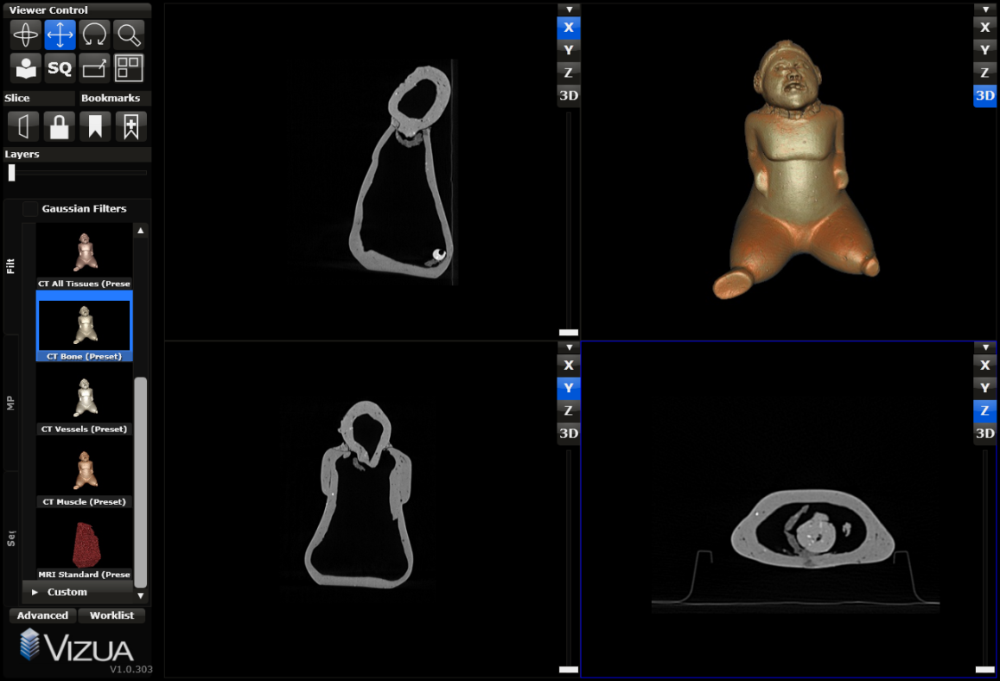 Viewer Control
SQ
Slice
Bookmarks
Layers
Gaussian Filters
Filt
CT All Tissues (Prese
CT Bone (Preset)
CT Vessels (Preset)
MP
CT Muscle (Preset)
MRI Standard (Prese
Custom
Advanced
Worklist
VIZUA
V1.0.303
X
Y
Z
3D
X
Y
Z
3D
X
Y
Z
3D
X
Y
Z
3D